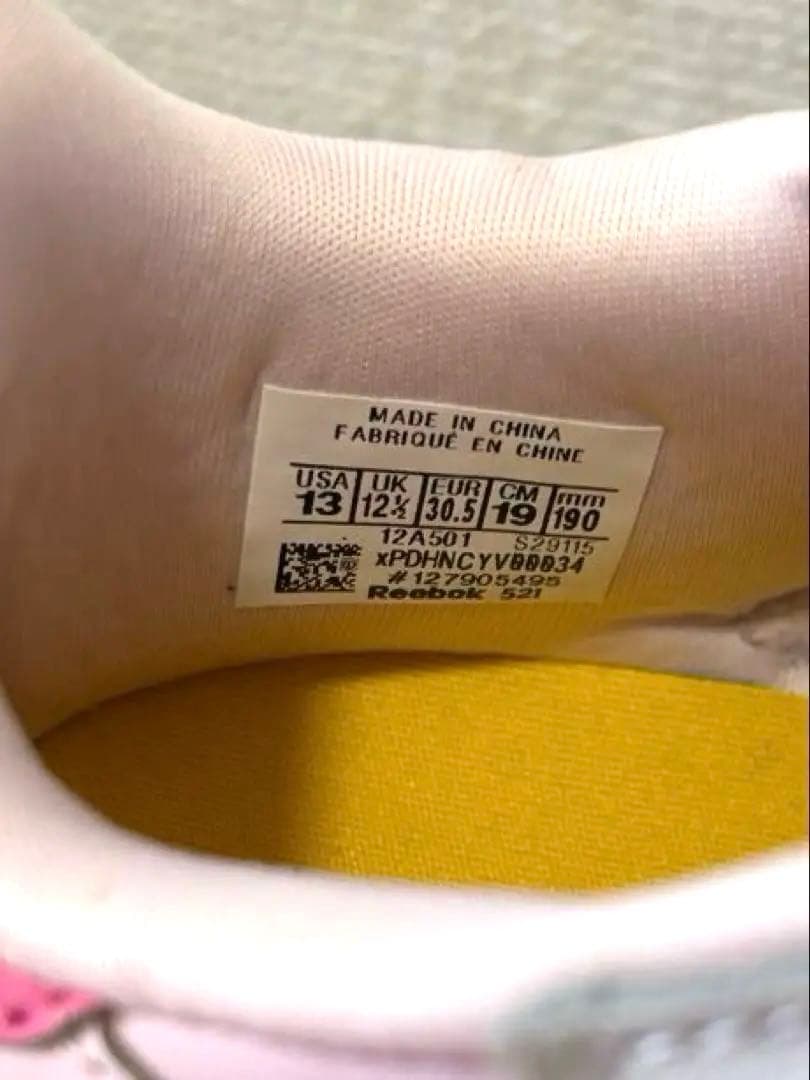 MADE IN CHINA
FABRIQUÉ EN CHINE
USA UK EUR CM mm
13 12½ 30.5 19 190
12A501 S29115
xPDHNCYV00034
#127905495
Reebok 521